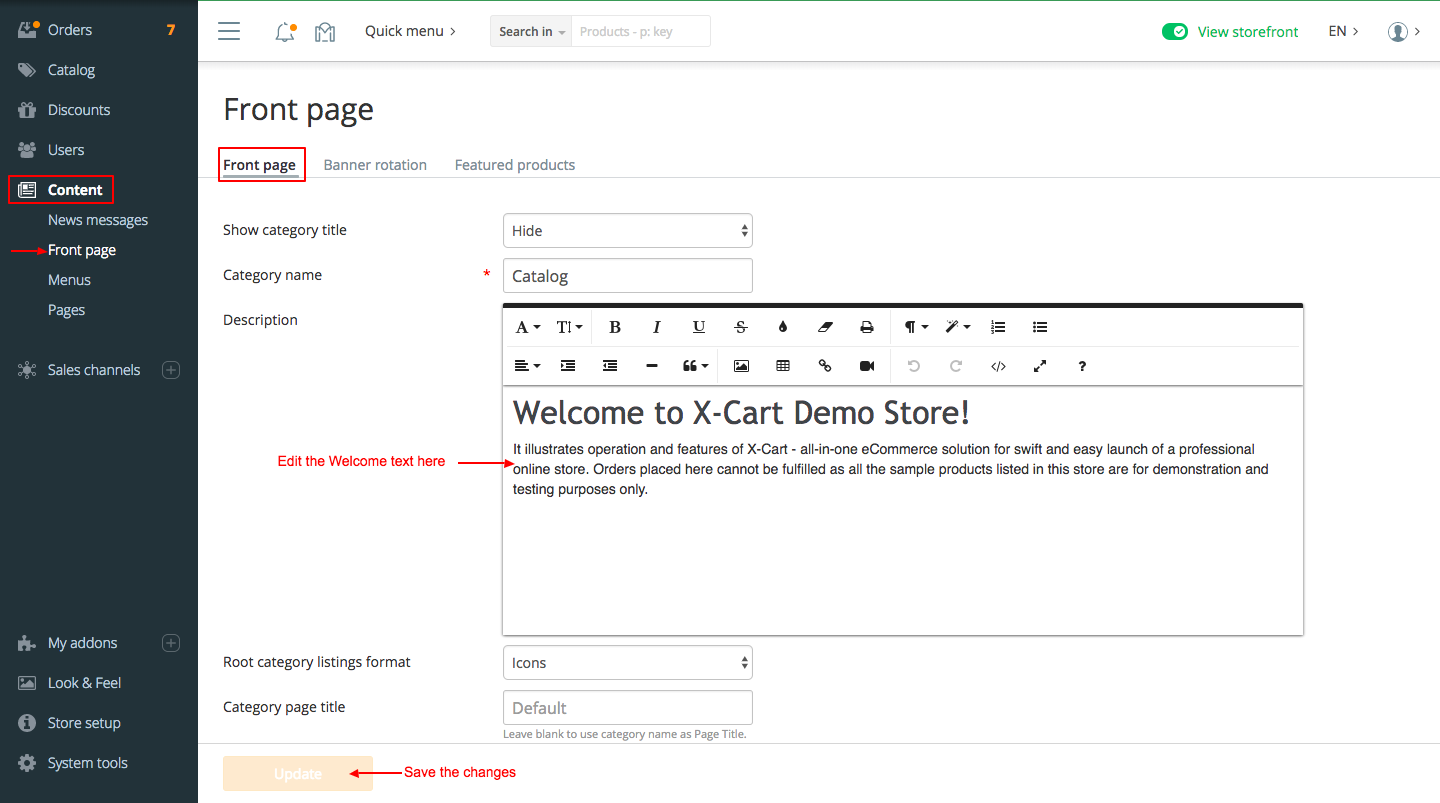 Orders 7
Catalog
Discounts
Users
Content
News messages
Front page
Menus
Pages
Sales channels
My addons
Look & Feel
Store setup
System tools
Quick menu
Search in Products - p: key
View storefront
EN
Front page
Front page Banner rotation Featured products
Show category title Hide
Category name * Catalog
Description
A T B I U S ¶
</> ?
Welcome to X-Cart Demo Store!
It illustrates operation and features of X-Cart - all-in-one eCommerce solution for swift and easy launch of a professional
Edit the Welcome text here
online store. Orders placed here cannot be fulfilled as all the sample products listed in this store are for demonstration and
testing purposes only.
Root category listings format Icons
Category page title Default
Leave blank to use category name as Page Title.
Update Save the changes